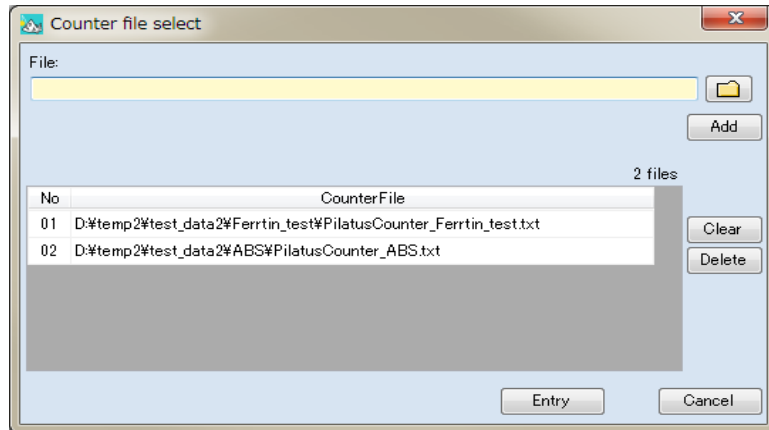 Counter file select
File:
Add
2 files
No CounterFile
01 D:¥temp2¥test_data2¥Ferrtin_test¥PilatusCounter_Ferrtin_test.txt
Clear
02 D:¥temp2¥test_data2¥ABS¥PilatusCounter_ABS.txt
Delete
Entry Cancel